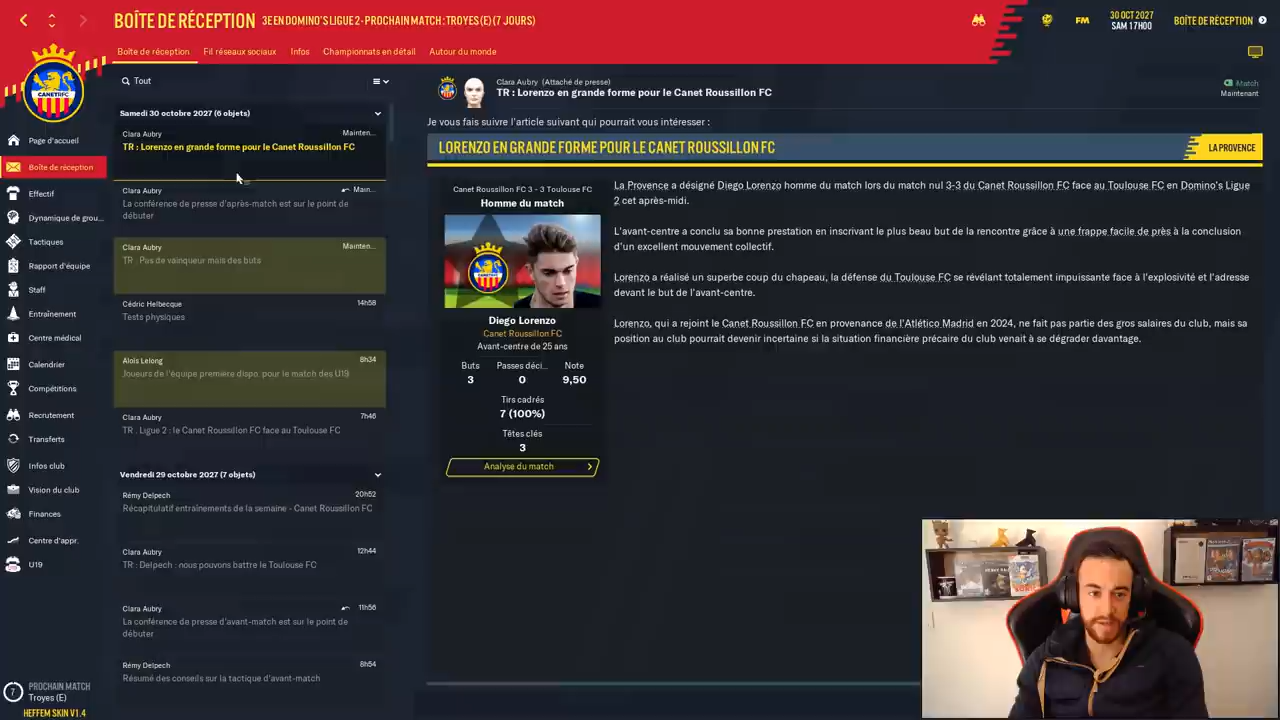 BOÎTE DE RÉCEPTION
3E EN DOMINO'S LIGUE 2 - PROCHAIN MATCH : TROYES (E) (7 JOURS)
FM
30 OCT 2027
SAM 17H00
BOÎTE DE RÉCEPTION
Boîte de réception
Fil réseaux sociaux
Infos
Championnats en détail
Autour du monde
CANET RFC
Page d'accueil
Boîte de réception
Effectif
Dynamique de grou...
Tactiques
Rapport d'équipe
Staff
Entraînement
Centre médical
Calendrier
Compétitions
Recrutement
Transferts
Infos club
Vision du club
Finances
Centre d'appr.
U19
7
PROCHAIN MATCH
Troyes (E)
HEFFEM SKIN V1.4
Tout
Samedi 30 octobre 2027 (6 objets)
Clara Aubry
Mainten...
TR : Lorenzo en grande forme pour le Canet Roussillon FC
Clara Aubry
Main...
La conférence de presse d'après-match est sur le point de
débuter
Clara Aubry
Mainten...
TR : Pas de vainqueur mais des buts
Cédric Helbecque
14h58
Tests physiques
Aloïs Lelong
8h34
Joueurs de l'équipe première dispo. pour le match des U19
Clara Aubry
7h46
TR : Ligue 2 : le Canet Roussillon FC face au Toulouse FC
Vendredi 29 octobre 2027 (7 objets)
Rémy Delpech
20h52
Récapitulatif entraînements de la semaine - Canet Roussillon FC
Clara Aubry
12h44
TR : Delpech : nous pouvons battre le Toulouse FC
Clara Aubry
11h56
La conférence de presse d'avant-match est sur le point de
débuter
Rémy Delpech
8h54
Résumé des conseils sur la tactique d'avant-match
Clara Aubry (Attaché de presse)
TR : Lorenzo en grande forme pour le Canet Roussillon FC
Match
Maintenant
Je vous fais suivre l'article suivant qui pourrait vous intéresser :
LORENZO EN GRANDE FORME POUR LE CANET ROUSSILLON FC
LA PROVENCE
Canet Roussillon FC 3 - 3 Toulouse FC
Homme du match
Diego Lorenzo
Canet Roussillon FC
Avant-centre de 25 ans
Buts
Passes déci...
Note
3
0
9,50
Tirs cadrés
7 (100%)
Têtes clés
3
Analyse du match
La Provence a désigné Diego Lorenzo homme du match lors du match nul 3-3 du Canet Roussillon FC face au Toulouse FC en Domino's Ligue
2 cet après-midi.
L'avant-centre a conclu sa bonne prestation en inscrivant le plus beau but de la rencontre grâce à une frappe facile de près à la conclusion
d'un excellent mouvement collectif.
Lorenzo a réalisé un superbe coup du chapeau, la défense du Toulouse FC se révélant totalement impuissante face à l'explosivité et l'adresse
devant le but de l'avant-centre.
Lorenzo, qui a rejoint le Canet Roussillon FC en provenance de l'Atlético Madrid en 2024, ne fait pas partie des gros salaires du club, mais sa
position au club pourrait devenir incertaine si la situation financière précaire du club venait à se dégrader davantage.